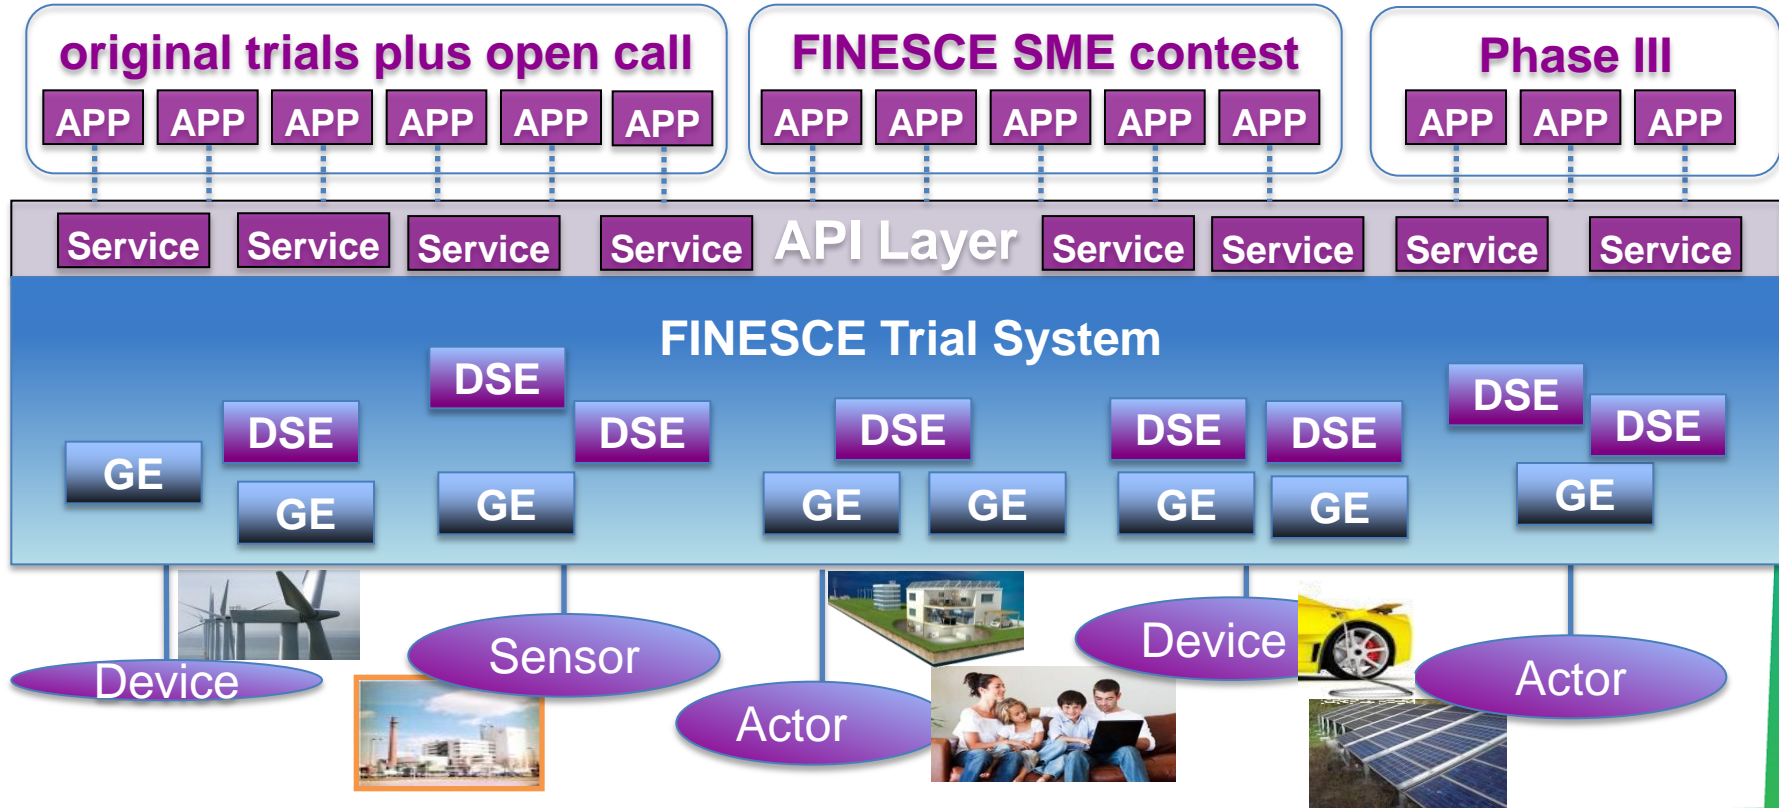 original trials plus open call
APP APP APP APP APP APP
FINESCE SME contest
APP APP APP APP APP
Phase III
APP APP APP
Service Service Service Service API Layer Service Service Service Service
FINESCE Trial System
DSE DSE DSE DSE DSE DSE DSE DSE
GE GE GE GE GE GE GE GE
Device
Sensor
Actor
Device
Actor